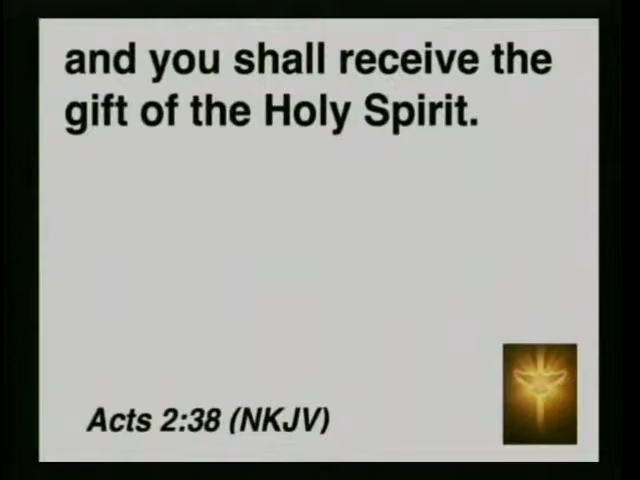 and you shall receive the
gift of the Holy Spirit.
Acts 2:38 (NKJV)